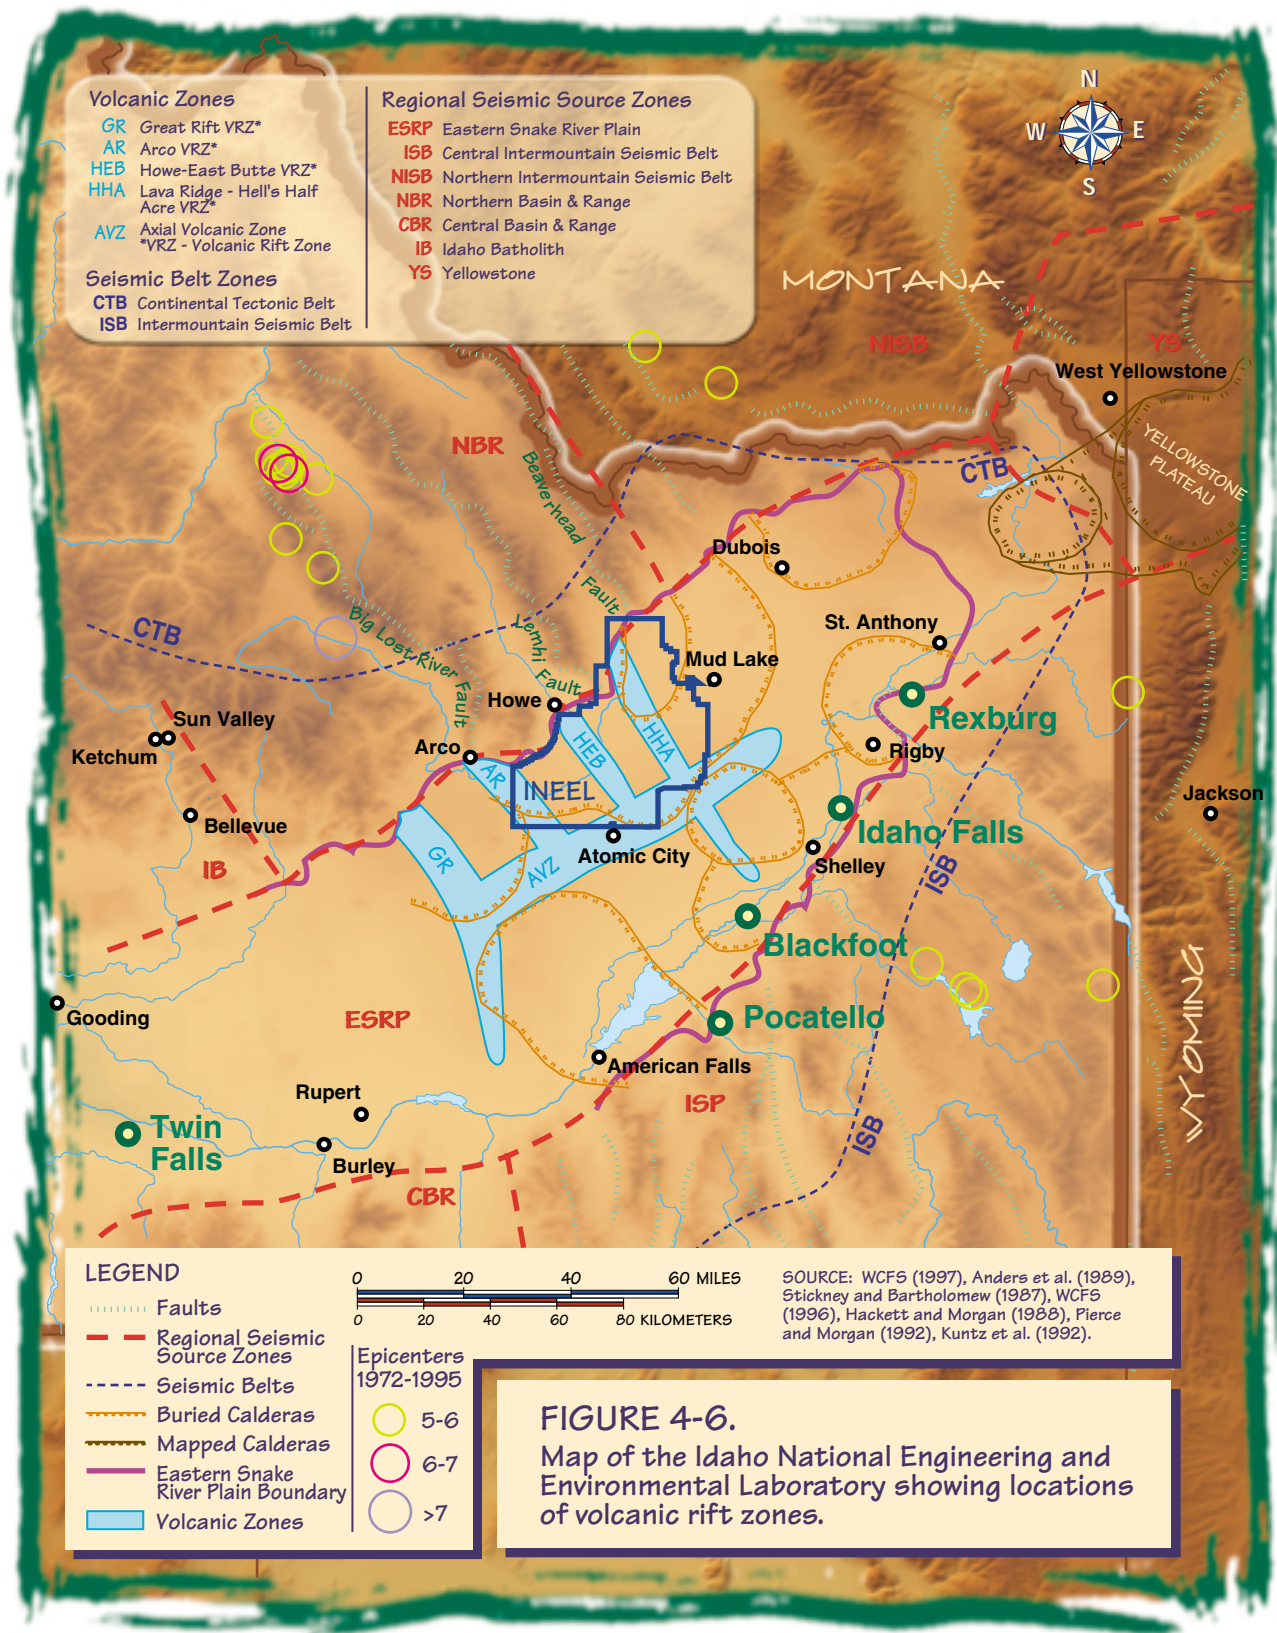 Volcanic Zones
GR Great Rift VRZ*
AR Arco VRZ*
HEB Howe-East Butte VRZ*
HHA Lava Ridge - Hell's Half
Acre VRZ*
AVZ Axial Volcanic Zone
*VRZ - Volcanic Rift Zone
Seismic Belt Zones
CTB Continental Tectonic Belt
ISB Intermountain Seismic Belt
Regional Seismic Source Zones
ESRP Eastern Snake River Plain
ISB Central Intermountain Seismic Belt
NISB Northern Intermountain Seismic Belt
NBR Northern Basin & Range
CBR Central Basin & Range
IB Idaho Batholith
YS Yellowstone
N
W E
S
MONTANA
NISB
YS
West Yellowstone
YELLOWSTONE
PLATEAU
NBR
CTB
Beaverhead
Fault
Dubois
CTB
Big Lost River Fault
Lemhi
Fault
St. Anthony
Mud Lake
Howe
Rexburg
Sun Valley
Ketchum
Arco
HEB
HHA
AR
INEEL
Rigby
Jackson
Bellevue
Idaho Falls
Atomic City
Shelley
IB
GR
AVZ
ISB
Blackfoot
WYOMING
Gooding
ESRP
Pocatello
American Falls
Rupert
ISP
Twin
Falls
ISB
Burley
CBR
LEGEND
Faults
Regional Seismic
Source Zones
Seismic Belts
Buried Calderas
Mapped Calderas
Eastern Snake
River Plain Boundary
Volcanic Zones
0 20 40 60 MILES
0 20 40 60 80 KILOMETERS
Epicenters
1972-1995
5-6
6-7
>7
SOURCE: WCFS (1997), Anders et al. (1989),
Stickney and Bartholomew (1987), WCFS
(1996), Hackett and Morgan (1988), Pierce
and Morgan (1992), Kuntz et al. (1992).
FIGURE 4-6.
Map of the Idaho National Engineering and
Environmental Laboratory showing locations
of volcanic rift zones.